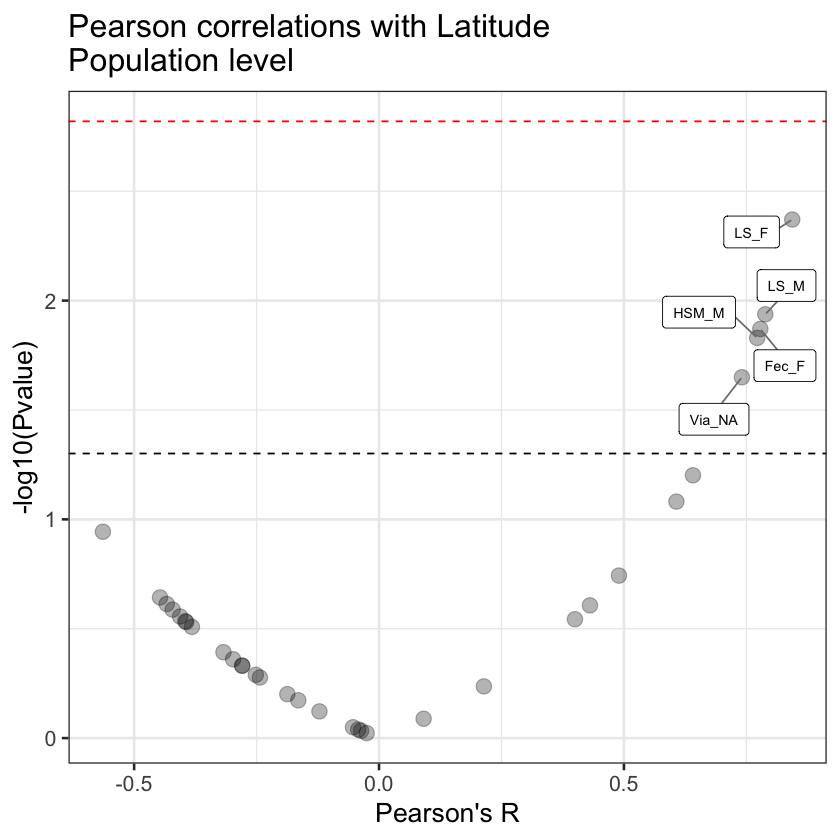 Pearson correlations with Latitude
Population level
-log10(Pvalue)
2
1
0
LS_F
LS_M
HSM_M
Fec_F
Via_NA
-0.5
0.0
0.5
Pearson's R